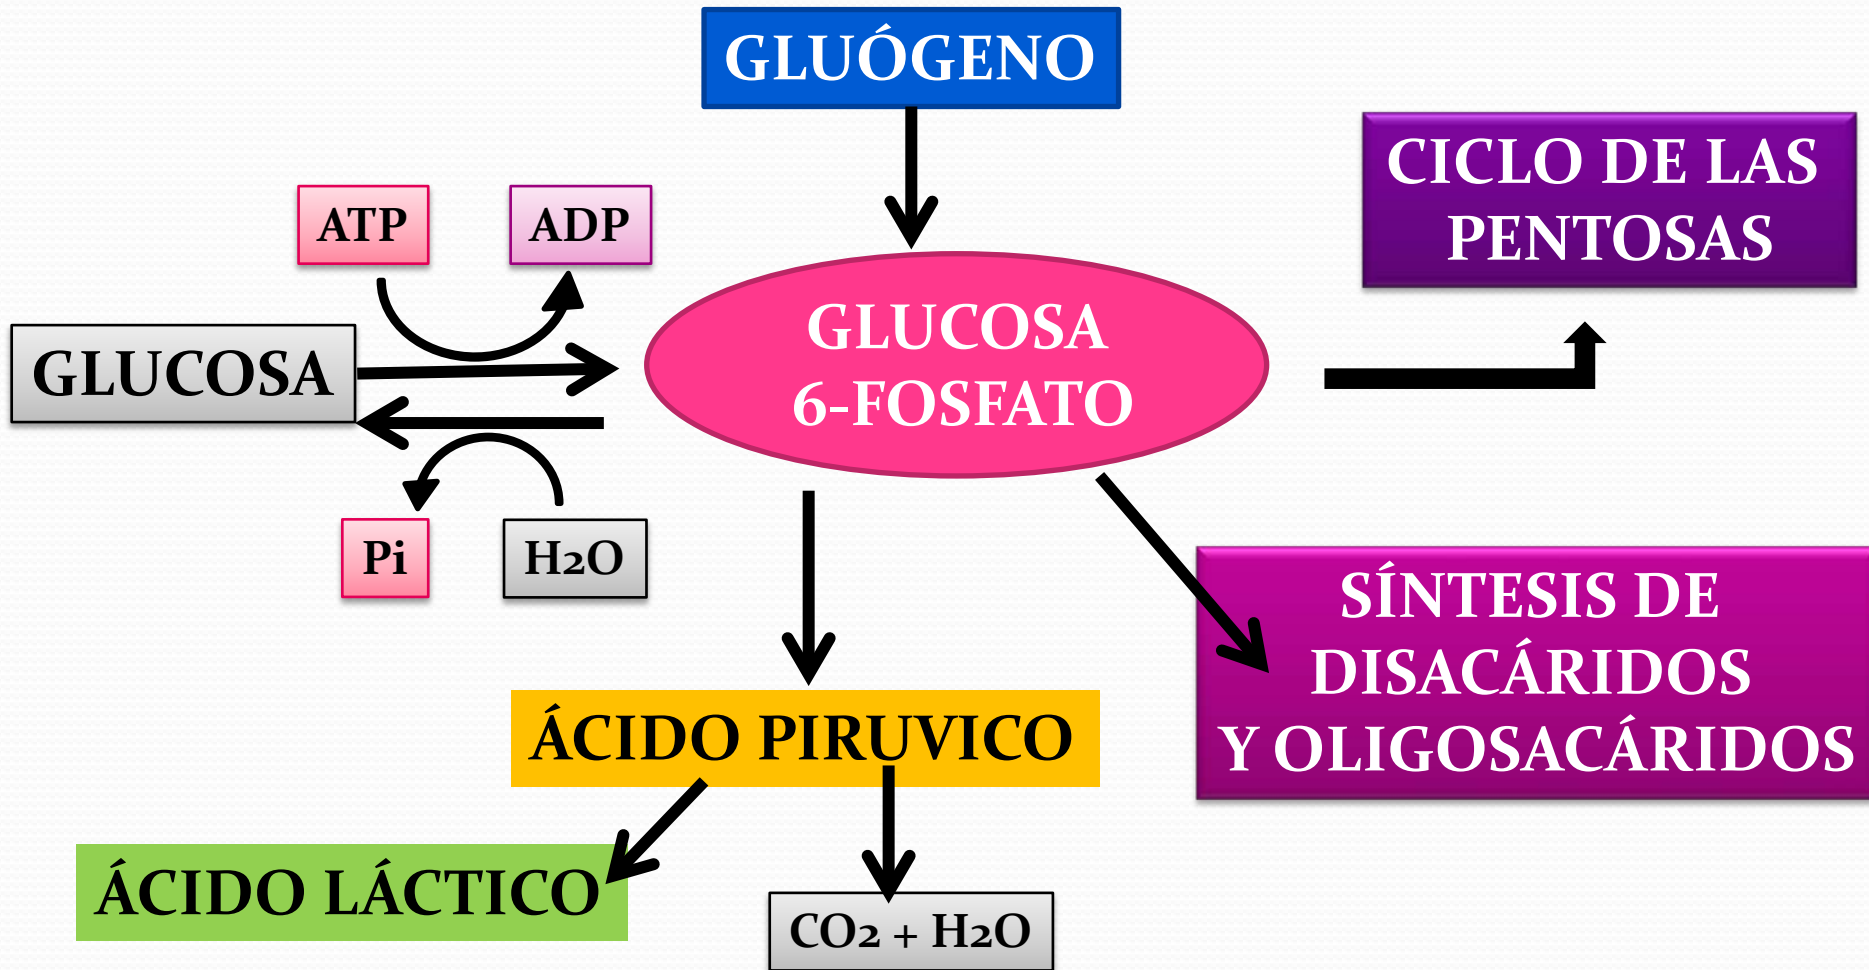 GLUÓGENO
CICLO DE LAS
PENTOSAS
ATP
ADP
GLUCOSA
GLUCOSA
6-FOSFATO
Pi
H2O
SÍNTESIS DE
DISACÁRIDOS
Y OLIGOSACÁRIDOS
ÁCIDO PIRUVICO
ÁCIDO LÁCTICO
CO2 + H2O